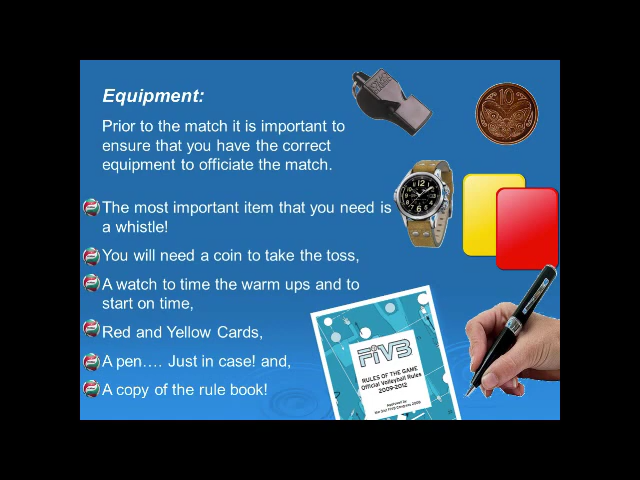 Equipment:
Prior to the match it is important to
ensure that you have the correct
equipment to officiate the match.
The most important item that you need is
a whistle!
You will need a coin to take the toss,
A watch to time the warm ups and to
start on time,
Red and Yellow Cards,
A pen…. Just in case! and,
A copy of the rule book!
10
FIVB
RULES OF THE GAME
Official Volleyball Rules
2009-2012